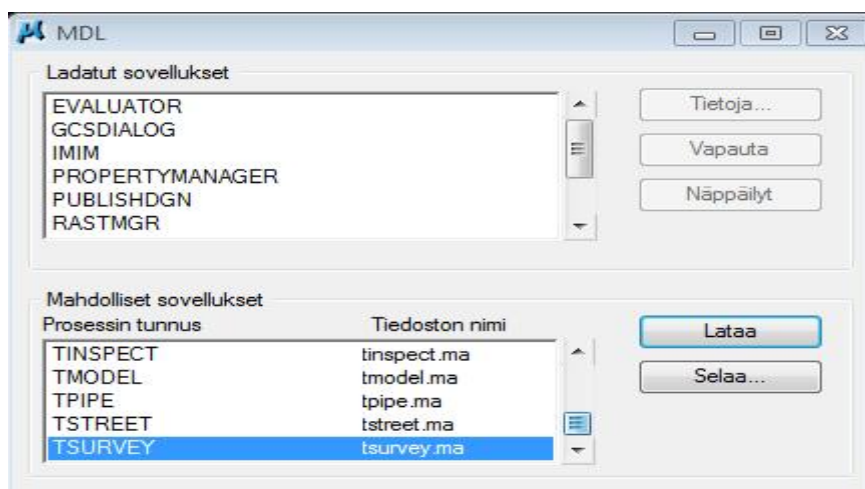 MDL
Ladatut sovellukset
EVALUATOR
GCSDIALOG
IMIM
PROPERTYMANAGER
PUBLISHDGN
RASTMGR
Tietoja...
Vapauta
Näppäilyt
Mahdolliset sovellukset
Prosessin tunnus Tiedoston nimi
TINSPECT tinspect.ma
TMODEL tmodel.ma
TPIPE tpipe.ma
TSTREET tstreet.ma
TSURVEY tsurvey.ma
Lataa
Selaa...